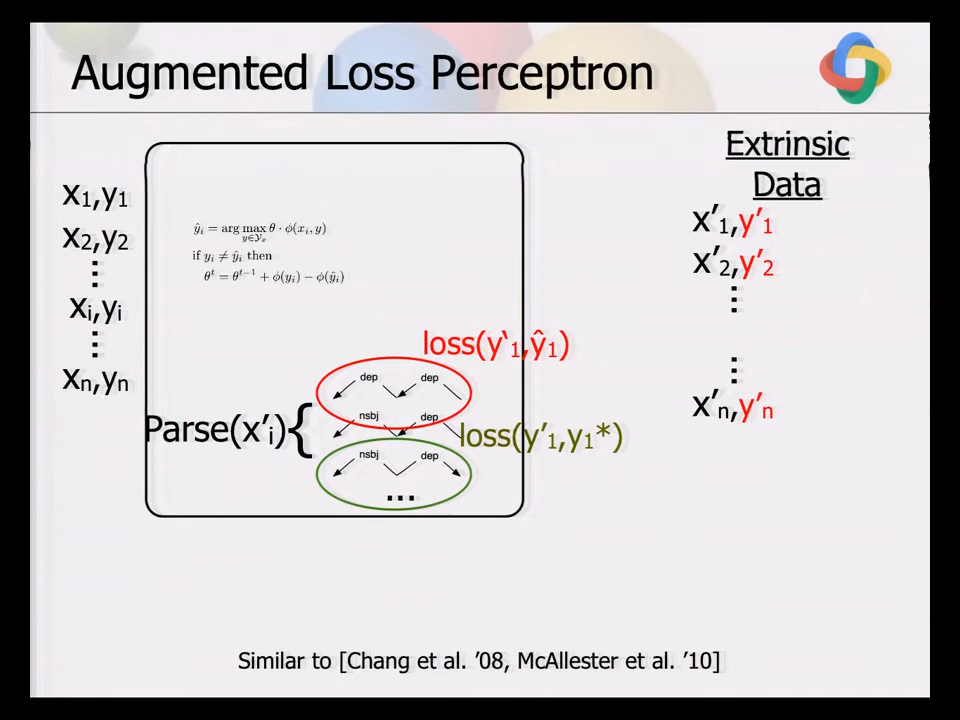 Augmented Loss Perceptron
Extrinsic
Data
x₁,y₁
x₂,y₂
⋮
xᵢ,yᵢ
⋮
xₙ,yₙ
ŷᵢ = arg max θ · ϕ(xᵢ, y)
y∈𝒴ₓ
if yᵢ ≠ ŷᵢ then
θᵗ = θᵗ⁻¹ + ϕ(yᵢ) − ϕ(ŷᵢ)
x’₁,y’₁
x’₂,y’₂
⋮
⋮
x’ₙ,y’ₙ
loss(y‘₁,ŷ₁)
dep dep
Parse(x’ᵢ){
nsbj dep
loss(y’₁,y₁*)
nsbj dep
...
Similar to [Chang et al. ’08, McAllester et al. ’10]